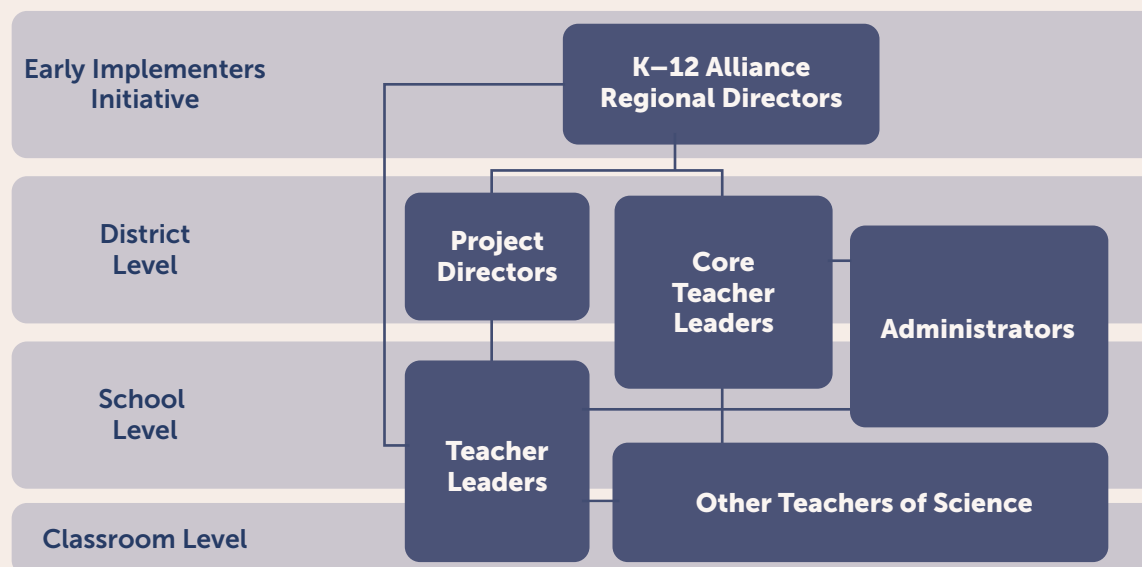 Early Implementers
Initiative
K–12 Alliance
Regional Directors
District
Level
Project
Directors
Core
Teacher
Leaders
Administrators
School
Level
Teacher
Leaders
Other Teachers of Science
Classroom Level